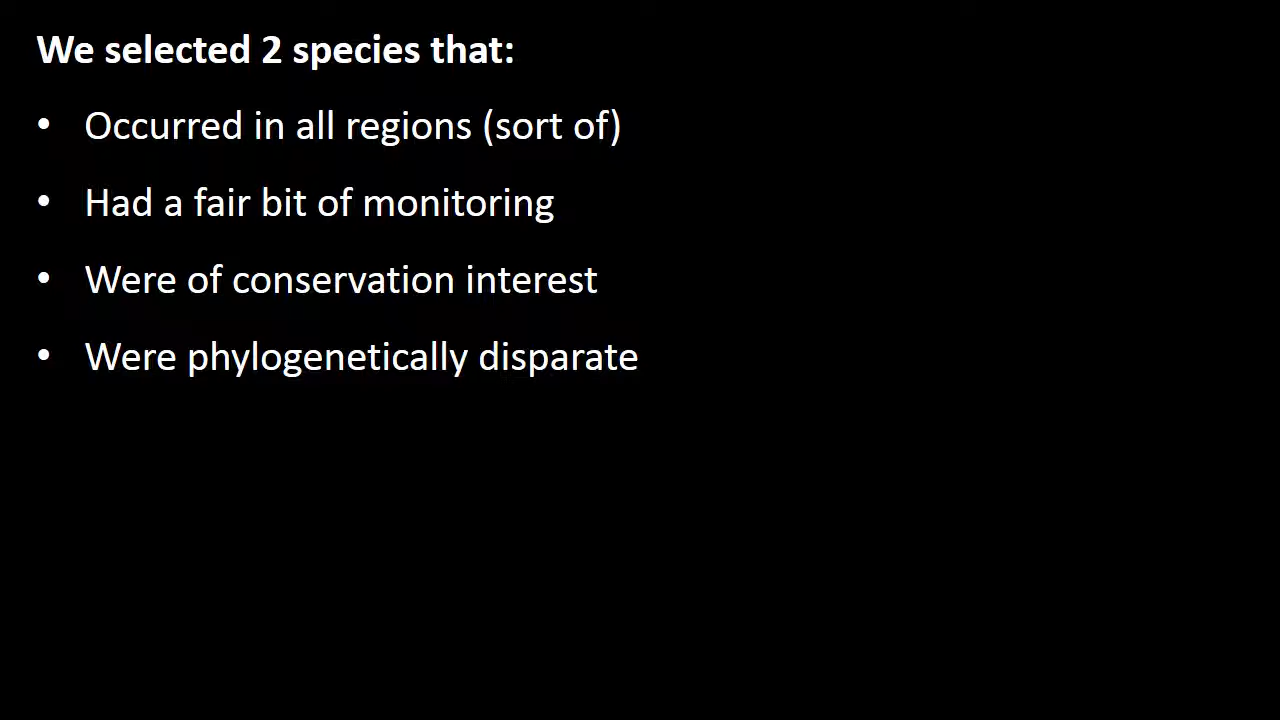 We selected 2 species that:
• Occurred in all regions (sort of)
• Had a fair bit of monitoring
• Were of conservation interest
• Were phylogenetically disparate